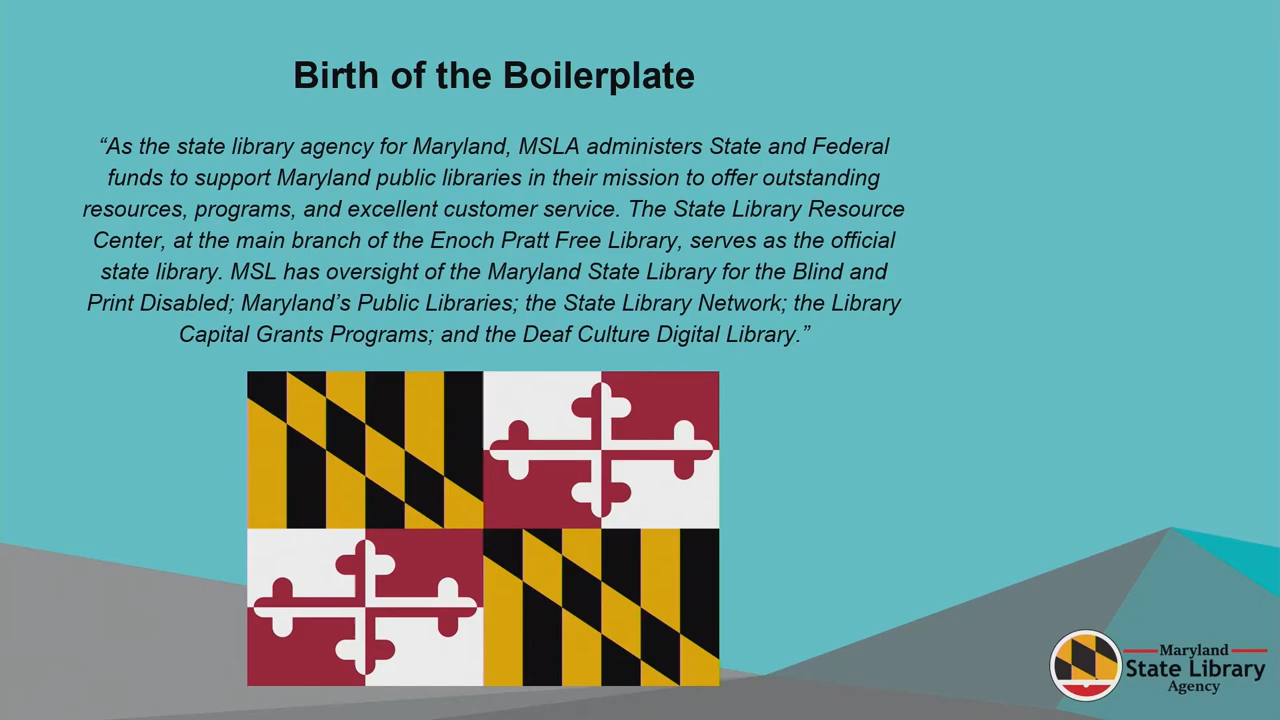 Birth of the Boilerplate
“As the state library agency for Maryland, MSLA administers State and Federal
funds to support Maryland public libraries in their mission to offer outstanding
resources, programs, and excellent customer service. The State Library Resource
Center, at the main branch of the Enoch Pratt Free Library, serves as the official
state library. MSL has oversight of the Maryland State Library for the Blind and
Print Disabled; Maryland’s Public Libraries; the State Library Network; the Library
Capital Grants Programs; and the Deaf Culture Digital Library.”
Maryland
State Library
Agency